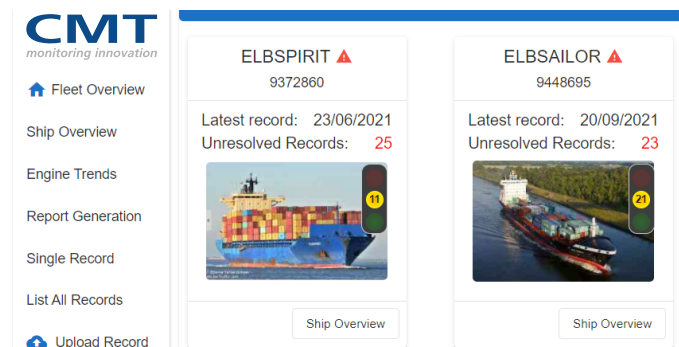 CMT
monitoring innovation
Fleet Overview
Ship Overview
Engine Trends
Report Generation
Single Record
List All Records
Upload Record
ELBSPIRIT
9372860
Latest record: 23/06/2021
Unresolved Records: 25
11
Ship Overview
ELBSAILOR
9448695
Latest record: 20/09/2021
Unresolved Records: 23
21
Ship Overview